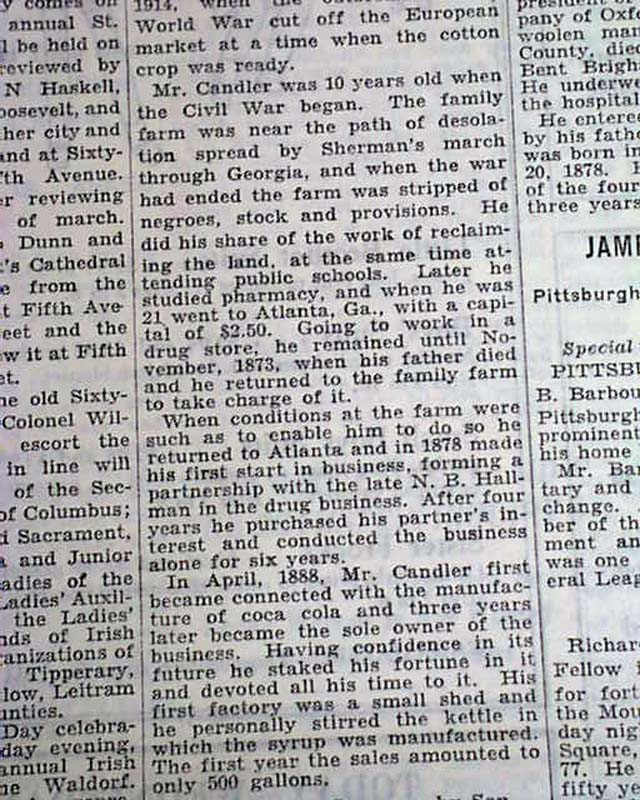 y comes on
annual St.
l be held on
reviewed by
N Haskell,
oosevelt, and
her city and
and at Sixty-
fth Avenue.
er reviewing
of march.
Dunn and
's Cathedral
e from the
t Fifth Ave-
eet and the
w it at Fifth
et.
he old Sixty-
Colonel Wil-
escort the
in line will
of the Sec-
of Columbus;
d Sacrament,
a and Junior
adies of the
Ladies' Auxil-
the Ladies'
nds of Irish
anizations of
Tipperary,
low, Leitram
unties.
Day celebra-
day evening,
annual Irish
he Waldorf.
1914, when the
World War cut off the European
market at a time when the cotton
crop was ready.
Mr. Candler was 10 years old when
the Civil War began. The family
farm was near the path of desola-
tion spread by Sherman's march
through Georgia, and when the war
had ended the farm was stripped of
negroes, stock and provisions. He
did his share of the work of reclaim-
ing the land, at the same time at-
tending public schools. Later he
studied pharmacy, and when he was
21 went to Atlanta, Ga., with a capi-
tal of $2.50. Going to work in a
drug store, he remained until No-
vember, 1873, when his father died
and he returned to the family farm
to take charge of it.
When conditions at the farm were
such as to enable him to do so he
returned to Atlanta and in 1878 made
his first start in business, forming a
partnership with the late N. B. Hall-
man in the drug business. After four
years he purchased his partner's in-
terest and conducted the business
alone for six years.
In April, 1888, Mr. Candler first
became connected with the manufac-
ture of coca cola and three years
later became the sole owner of the
business. Having confidence in its
future he staked his fortune in it
and devoted all his time to it. His
first factory was a small shed and
he personally stirred the kettle in
which the syrup was manufactured.
The first year the sales amounted to
only 500 gallons.
president of
pany of Oxf
woolen man
County, died
Bent Brigh
He underwe
the hospital
He entered
by his fathe
was born in
20, 1878. H
of the four
three years
JAME
Pittsburgh
Special
PITTSBU
B. Barbou
Pittsburgh
prominent
his home
Mr. Bar
tary and
change.
ber of th
ment an
was one
eral Leag
Richar
Fellow
for fort
the Mou
day nig
Square,
77. He
fifty ye